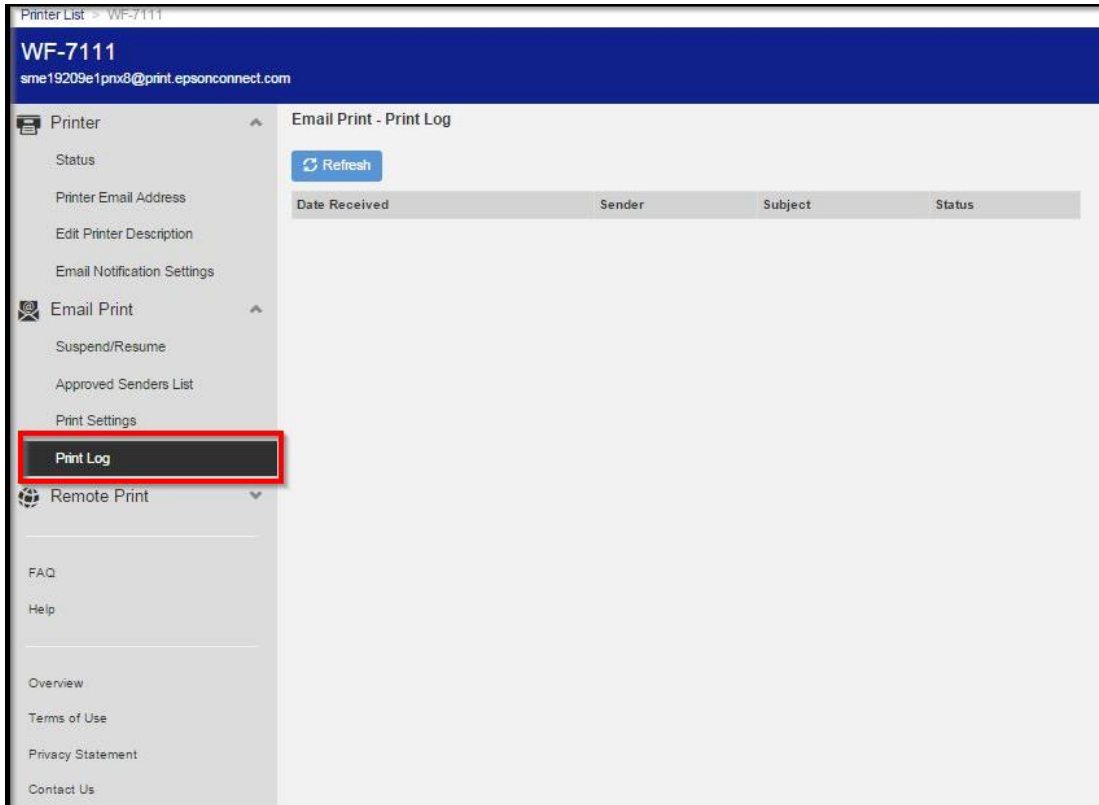 Printer List > WF-7111
WF-7111
sme19209e1pnx8@print.epsonconnect.com
Printer
Status
Printer Email Address
Edit Printer Description
Email Notification Settings
Email Print
Suspend/Resume
Approved Senders List
Print Settings
Print Log
Remote Print
FAQ
Help
Overview
Terms of Use
Privacy Statement
Contact Us
Email Print - Print Log
Refresh
Date Received Sender Subject Status